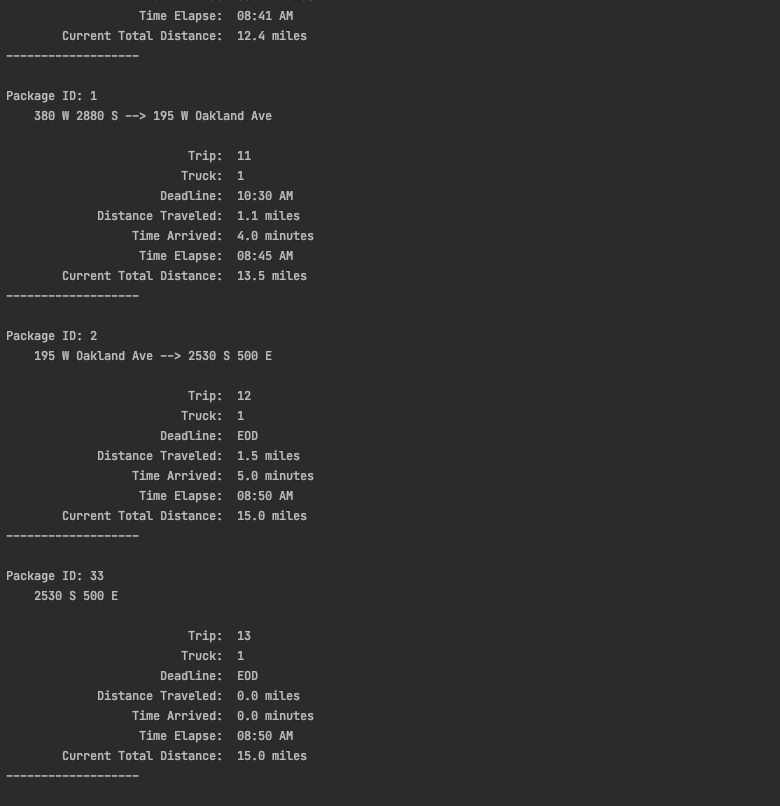 Time Elapse: 08:41 AM
Current Total Distance: 12.4 miles
-------------------
Package ID: 1
380 W 2880 S --> 195 W Oakland Ave
Trip: 11
Truck: 1
Deadline: 10:30 AM
Distance Traveled: 1.1 miles
Time Arrived: 4.0 minutes
Time Elapse: 08:45 AM
Current Total Distance: 13.5 miles
-------------------
Package ID: 2
195 W Oakland Ave --> 2530 S 500 E
Trip: 12
Truck: 1
Deadline: EOD
Distance Traveled: 1.5 miles
Time Arrived: 5.0 minutes
Time Elapse: 08:50 AM
Current Total Distance: 15.0 miles
-------------------
Package ID: 33
2530 S 500 E
Trip: 13
Truck: 1
Deadline: EOD
Distance Traveled: 0.0 miles
Time Arrived: 0.0 minutes
Time Elapse: 08:50 AM
Current Total Distance: 15.0 miles
-------------------